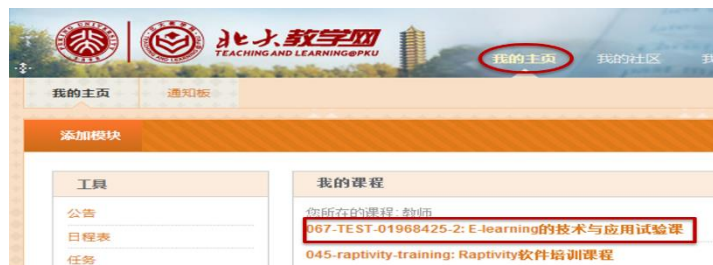 北大教学网
TEACHING AND LEARNING@PKU
我的主页 我的社区
我的主页 通知板
添加模块
工具
公告
日程表
任务
我的课程
您所在的课程: 教师
067-TEST-01968425-2: E-learning的技术与应用试验课
045-raptivity-training: Raptivity软件培训课程